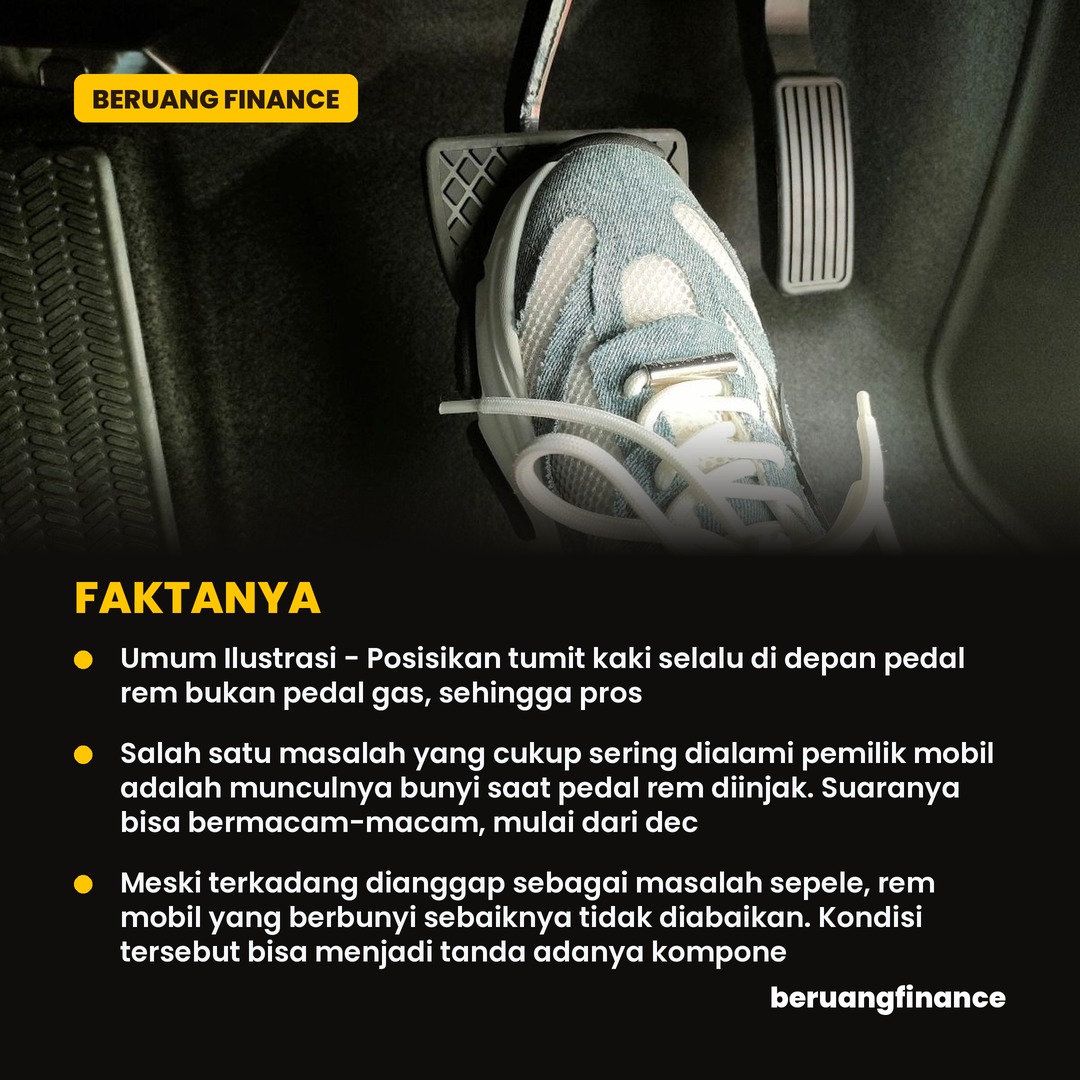 BERUANG FINANCE
FAKTANYA
Umum Ilustrasi - Posisikan tumit kaki selalu di depan pedal
rem bukan pedal gas, sehingga pros
Salah satu masalah yang cukup sering dialami pemilik mobil
adalah munculnya bunyi saat pedal rem diinjak. Suaranya
bisa bermacam-macam, mulai dari dec
Meski terkadang dianggap sebagai masalah sepele, rem
mobil yang berbunyi sebaiknya tidak diabaikan. Kondisi
tersebut bisa menjadi tanda adanya kompone
beruangfinance